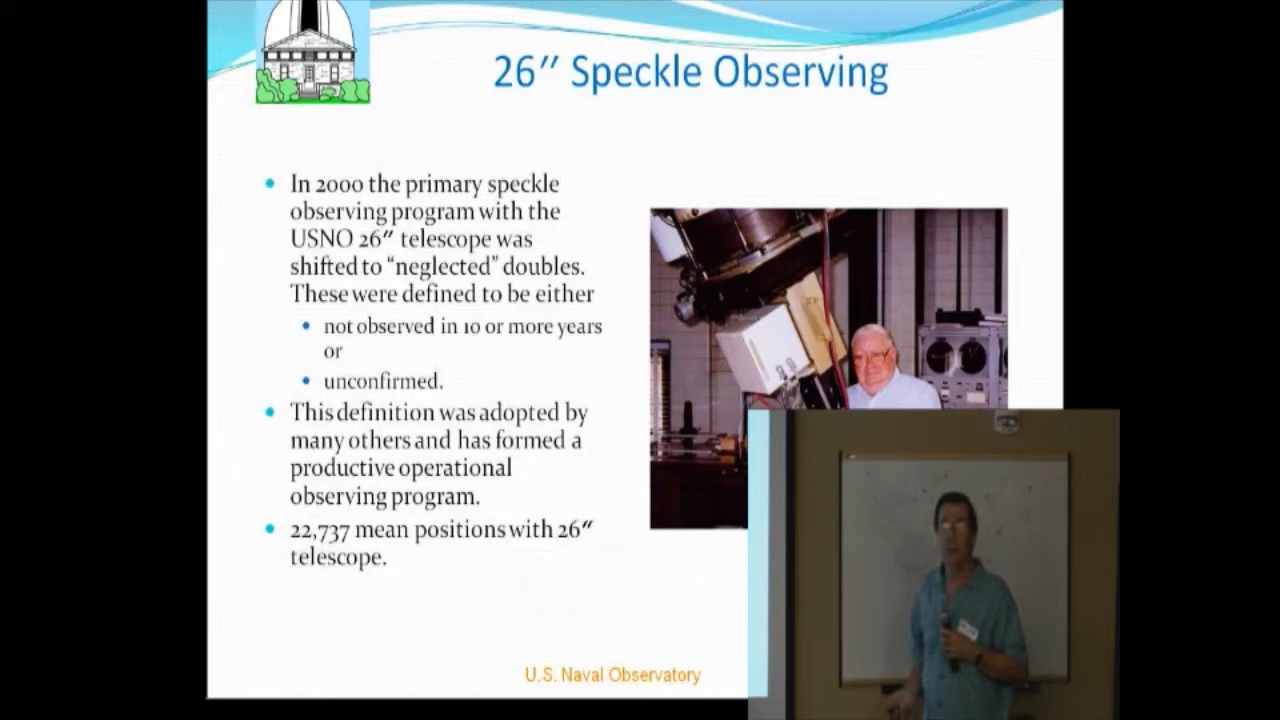 26″ Speckle Observing
In 2000 the primary speckle
observing program with the
USNO 26″ telescope was
shifted to “neglected” doubles.
These were defined to be either
not observed in 10 or more years
or
unconfirmed.
This definition was adopted by
many others and has formed a
productive operational
observing program.
22,737 mean positions with 26″
telescope.
U.S. Naval Observatory